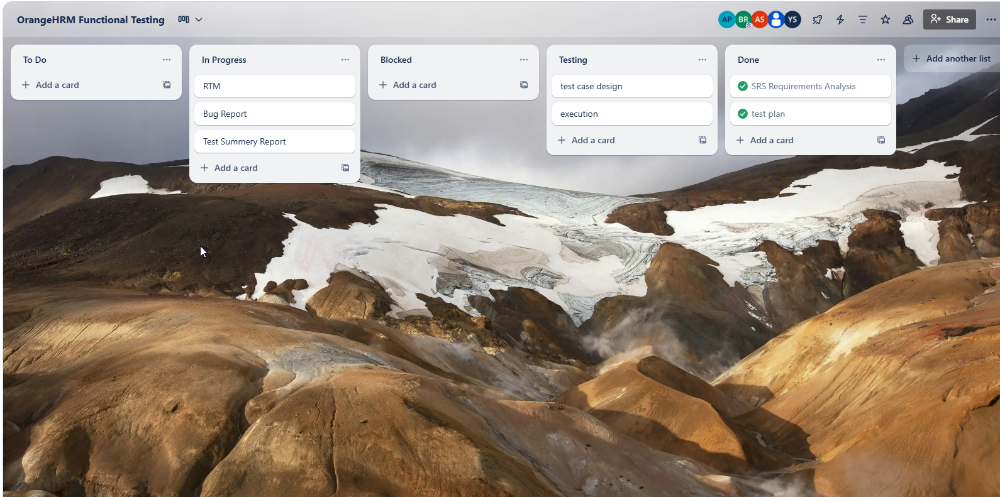 OrangeHRM Functional Testing
AP BR AS YS
Share
To Do
Add a card
In Progress
RTM
Bug Report
Test Summery Report
Add a card
Blocked
Add a card
Testing
test case design
execution
Add a card
Done
SRS Requirements Analysis
test plan
Add a card
Add another list